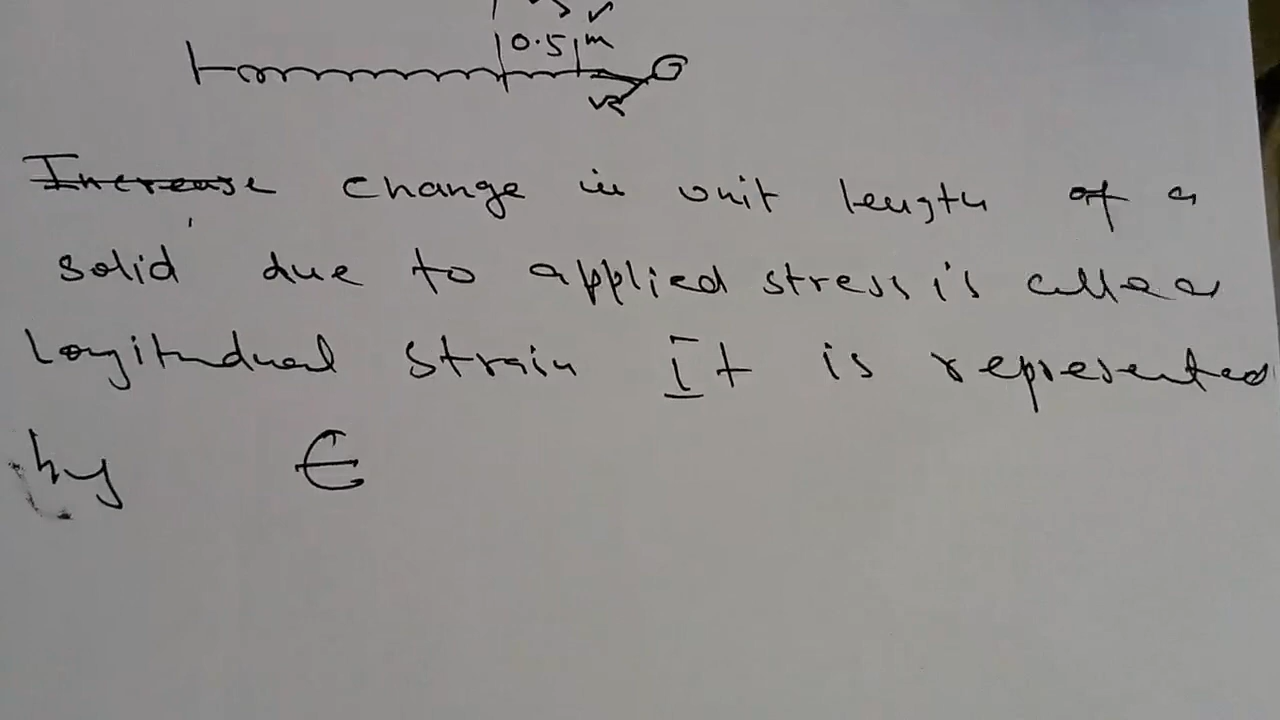 0.5 m
Increase change in unit length of a
solid due to applied stress is called
Longitudnal strain It is represented
by ∈